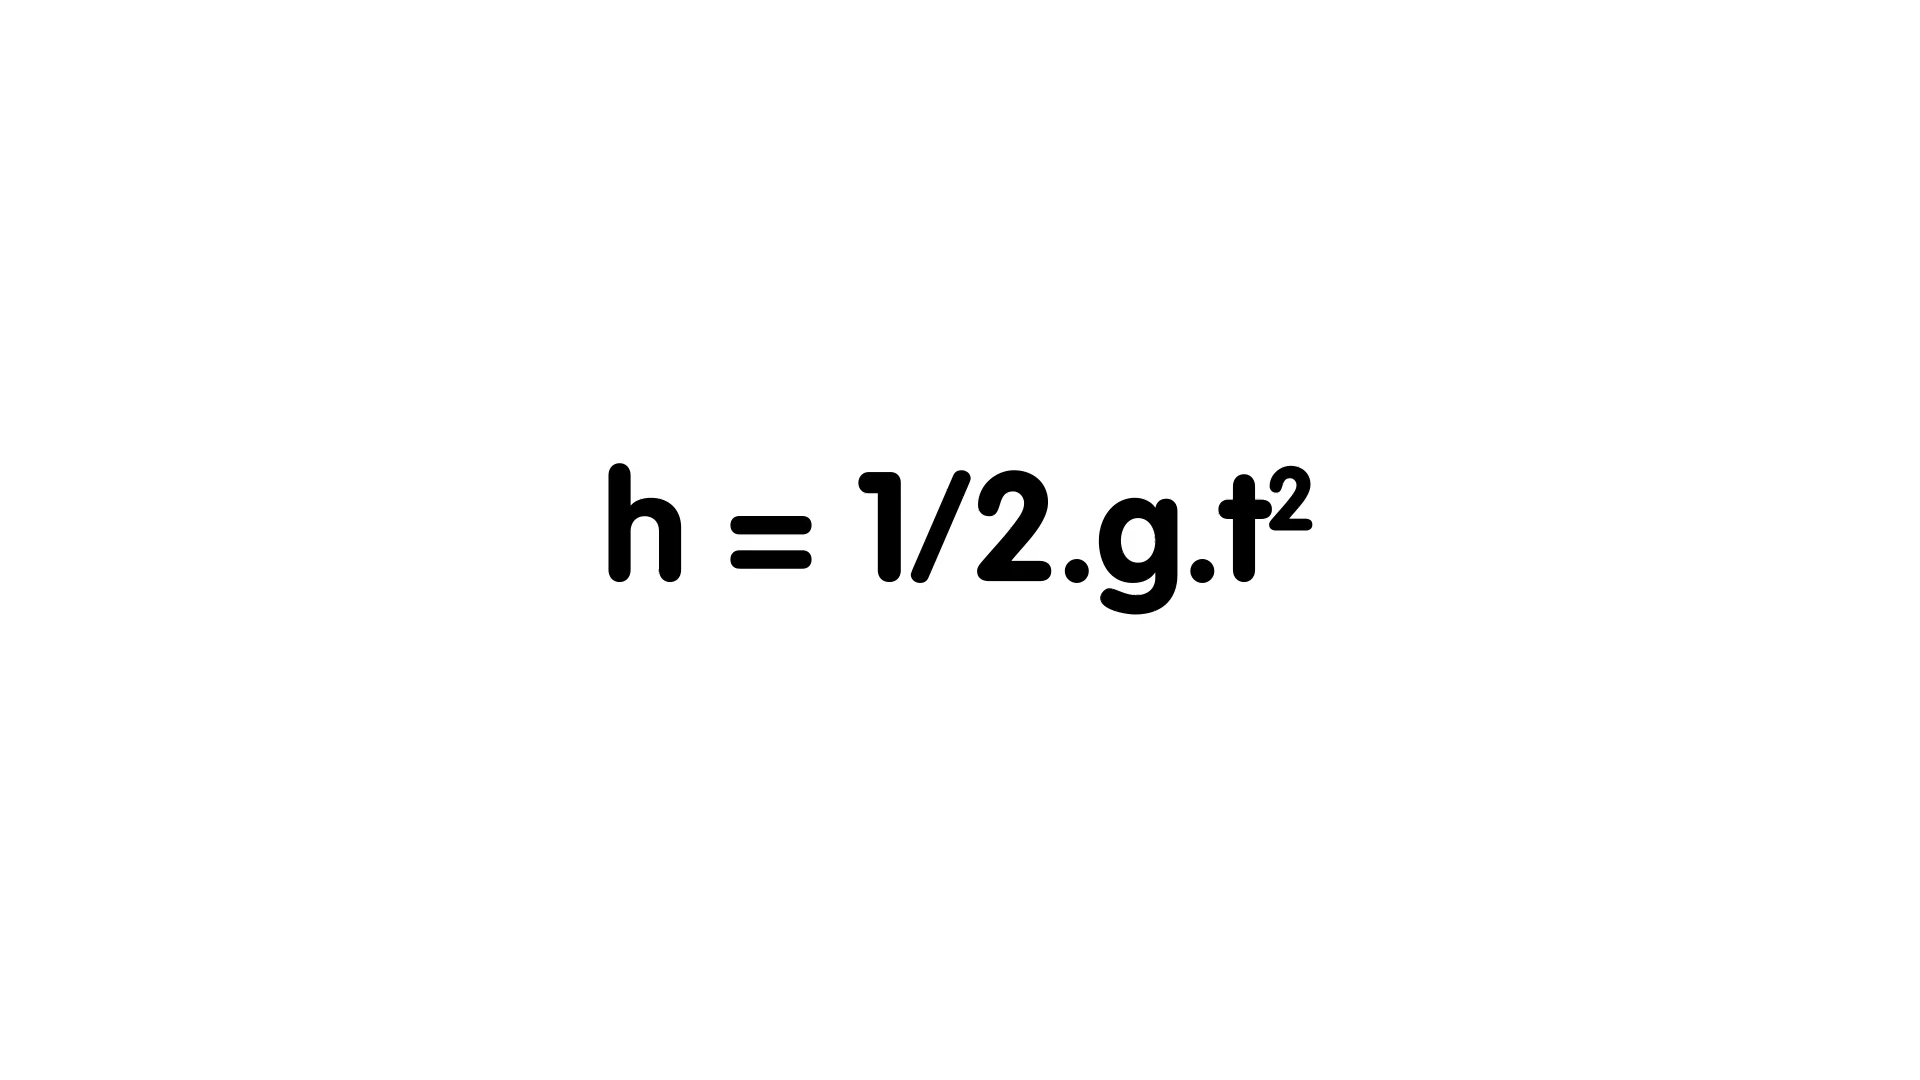 h = 1/2.g.t²